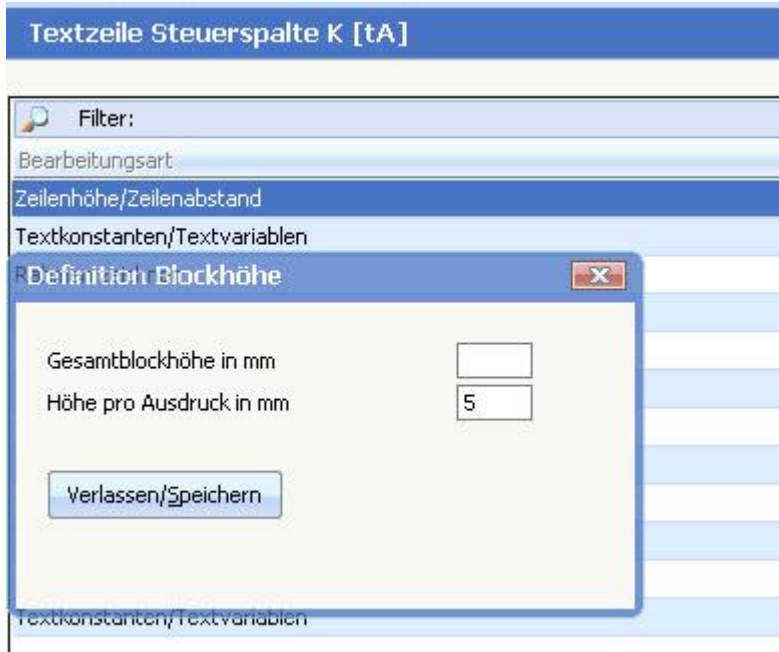 Textzeile Steuerspalte K [tA]
Filter:
Bearbeitungsart
Zeilenhöhe/Zeilenabstand
Textkonstanten/Textvariablen
Definition Blockhöhe
Gesamtblockhöhe in mm
Höhe pro Ausdruck in mm 5
Verlassen/Speichern
Textkonstanten/Textvariablen